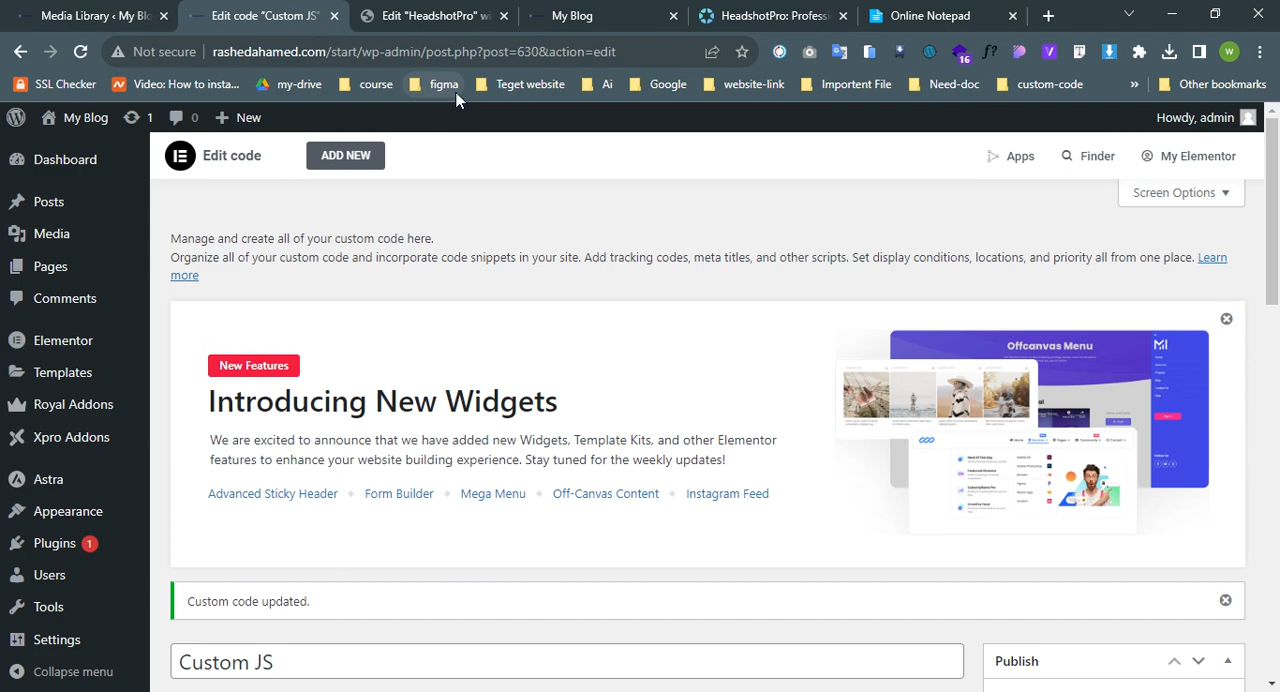 Media Library ‹ My Bl
Edit code "Custom JS"
Edit "HeadshotPro" wi
My Blog
HeadshotPro: Profess
Online Notepad
Not secure
rashedahamed.com/start/wp-admin/post.php?post=630&action=edit
16
f?
V
T
W
SSL Checker
Video: How to insta...
my-drive
course
figma
Teget website
Ai
Google
website-link
Importent File
Need-doc
custom-code
»
Other bookmarks
My Blog
1
0
New
Howdy, admin
Dashboard
Posts
Media
Pages
Comments
Elementor
Templates
Royal Addons
Xpro Addons
Astra
Appearance
Plugins 1
Users
Tools
Settings
Collapse menu
Edit code
ADD NEW
Apps
Finder
My Elementor
Screen Options
Manage and create all of your custom code here.
Organize all of your custom code and incorporate code snippets in your site. Add tracking codes, meta titles, and other scripts. Set display conditions, locations, and priority all from one place. Learn
more
New Features
Introducing New Widgets
We are excited to announce that we have added new Widgets, Template Kits, and other Elementor
features to enhance your website building experience. Stay tuned for the weekly updates!
Advanced Sticky Header
Form Builder
Mega Menu
Off-Canvas Content
Instagram Feed
Offcanvas Menu
Custom code updated.
Custom JS
Publish